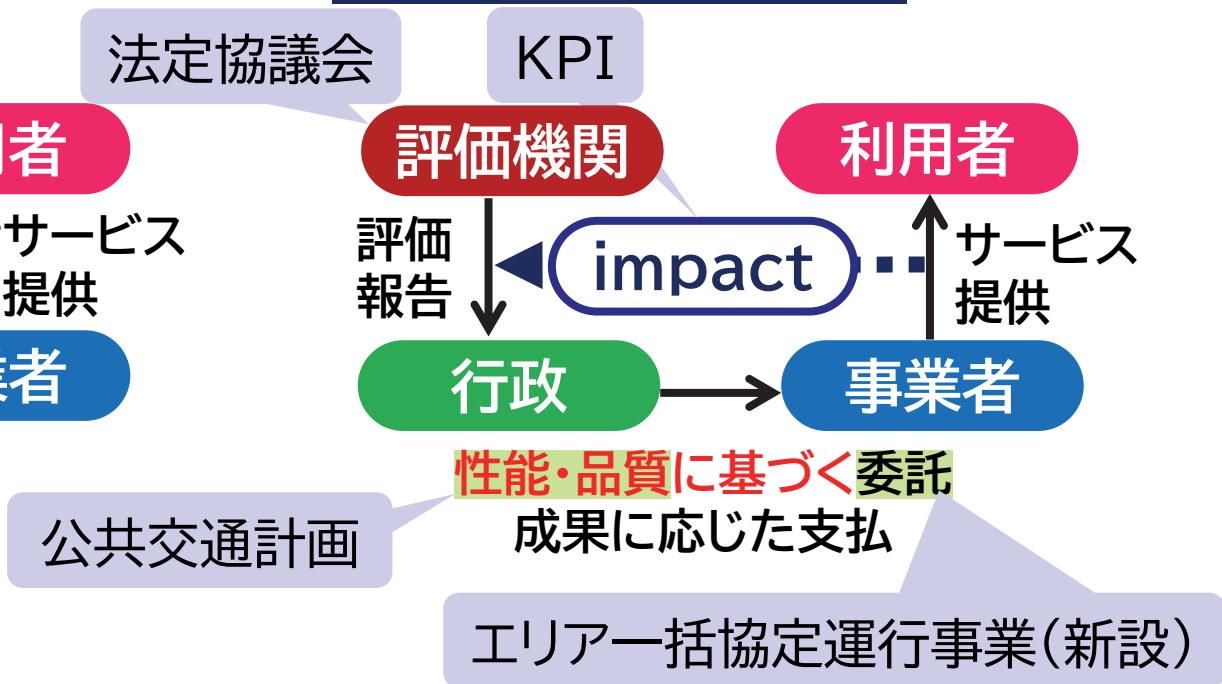 法定協議会
KPI
者
評価機関
利用者
サービス
提供
評価
報告
impact
サービス
提供
者
行政
事業者
性能・品質に基づく委託
成果に応じた支払
公共交通計画
エリア一括協定運行事業（新設）